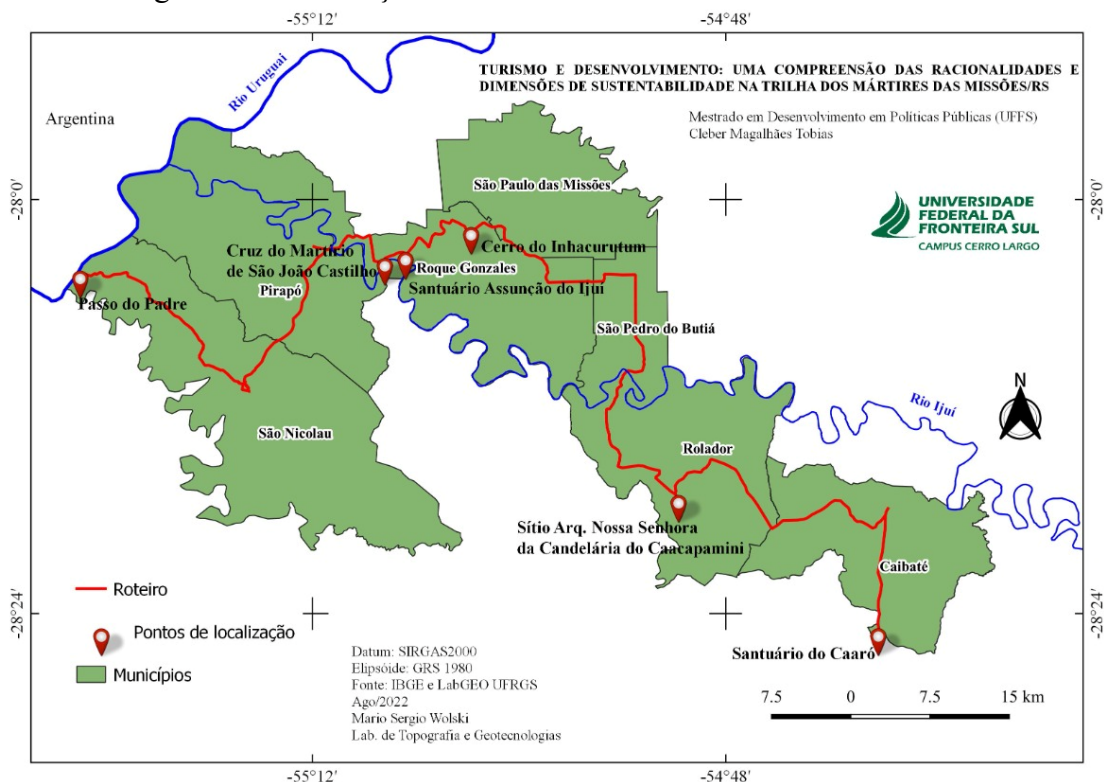 -55°12′
-54°48′
TURISMO E DESENVOLVIMENTO: UMA COMPREENSÃO DAS RACIONALIDADES E
DIMENSÕES DE SUSTENTABILIDADE NA TRILHA DOS MÁRTIRES DAS MISSÕES/RS
Mestrado em Desenvolvimento em Políticas Públicas (UFFS)
Cleber Magalhães Tobias
Rio Uruguai
Argentina
São Paulo das Missões
-28°0′
-28°0′
UNIVERSIDADE
FEDERAL DA
FRONTEIRA SUL
CAMPUS CERRO LARGO
Cruz do Martírio
de São João Castilho
Cerro do Inhacurutum
Roque Gonzales
Santuário Assunção do Ijuí
Pirapó
Passo do Padre
São Pedro do Butiá
N
Rio Ijuí
São Nicolau
Rolador
Sítio Arq. Nossa Senhora
da Candelária do Caacapamini
Caibaté
Roteiro
Pontos de localização
Municípios
-28°24′
-28°24′
Santuário do Caaró
Datum: SIRGAS2000
Elipsóide: GRS 1980
Fonte: IBGE e LabGEO UFRGS
Ago/2022
Mario Sergio Wolski
Lab. de Topografia e Geotecnologias
7.5 0 7.5 15 km
-55°12′
-54°48′